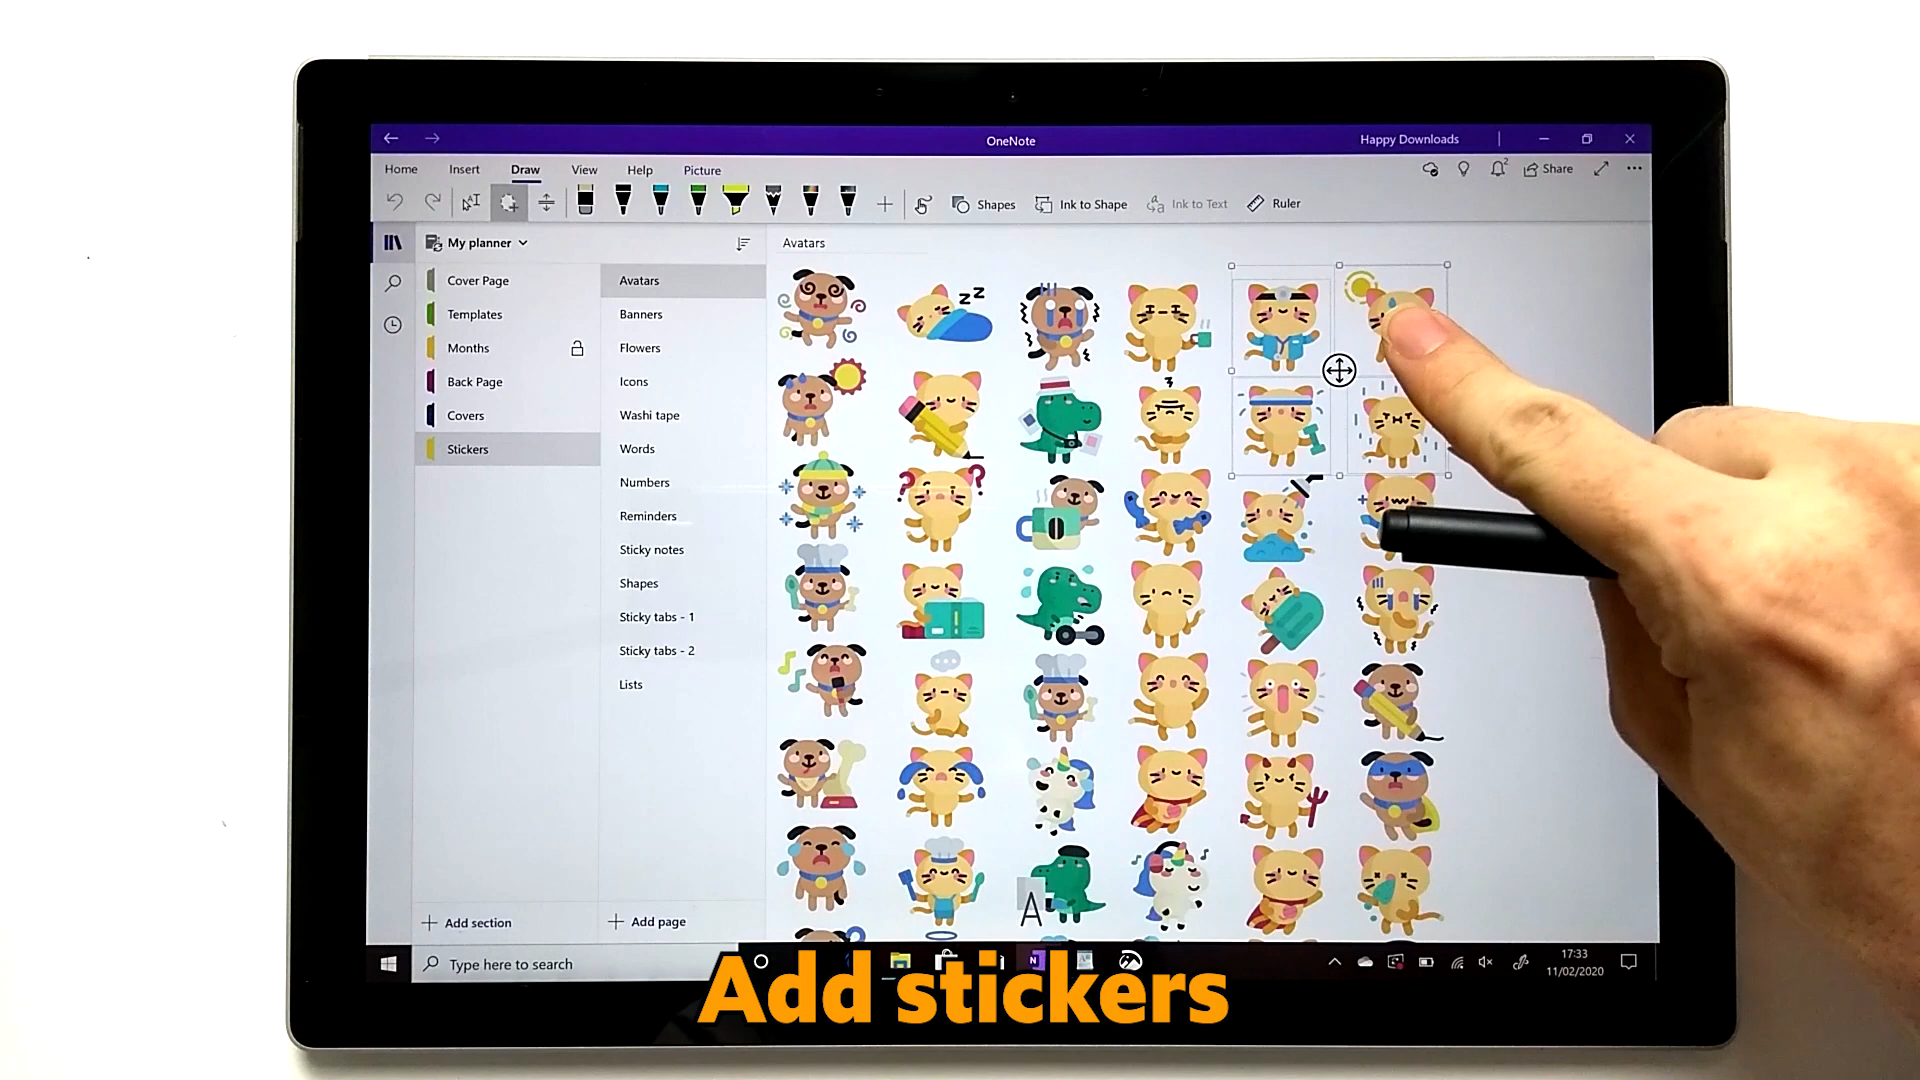 OneNote
Happy Downloads
Home Insert Draw View Help Picture
2
Share
Shapes
Ink to Shape
Ink to Text
Ruler
My planner
Avatars
Cover Page
Templates
Months
Back Page
Covers
Stickers
Avatars
Banners
Flowers
Icons
Washi tape
Words
Numbers
Reminders
Sticky notes
Shapes
Sticky tabs - 1
Sticky tabs - 2
Lists
z Z
? ?
A
Add section
Add page
Type here to search
N
17:33
11/02/2020
Add stickers